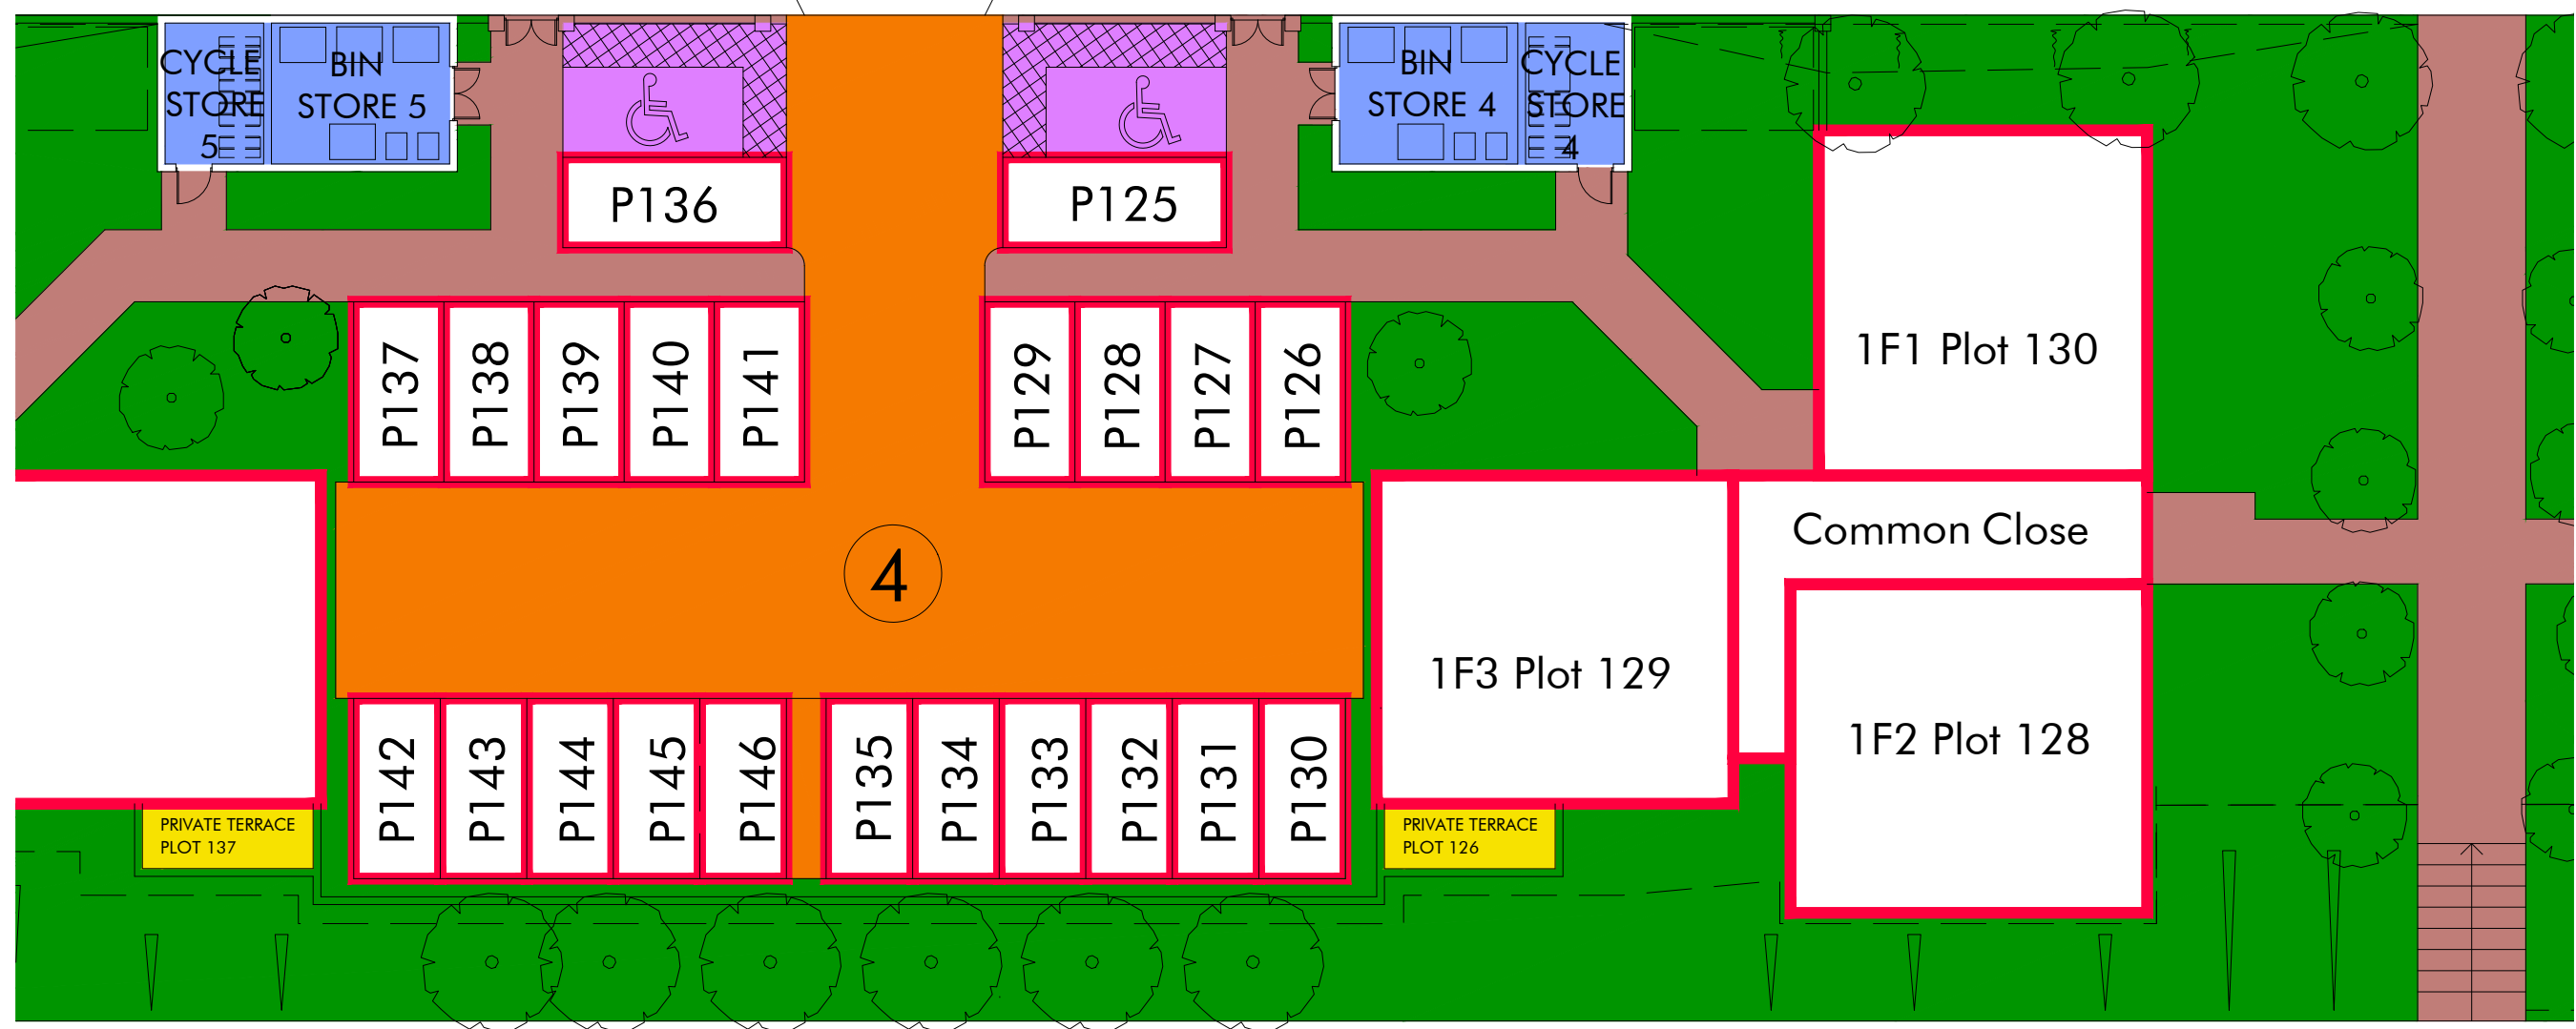 CYCLE
STORE
5
BIN
STORE 5
BIN
STORE 4
CYCLE
STORE
4
P136
P125
P137
P138
P139
P140
P141
P129
P128
P127
P126
1F1 Plot 130
Common Close
4
1F3 Plot 129
1F2 Plot 128
P142
P143
P144
P145
P146
P135
P134
P133
P132
P131
P130
PRIVATE TERRACE
PLOT 137
PRIVATE TERRACE
PLOT 126